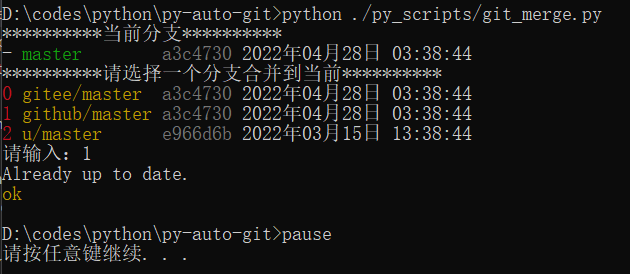 D:\codes\python\py-auto-git>python ./py_scripts/git_merge.py
**********当前分支**********
- master        a3c4730 2022年04月28日 03:38:44
**********请选择一个分支合并到当前**********
0 gitee/master  a3c4730 2022年04月28日 03:38:44
1 github/master a3c4730 2022年04月28日 03:38:44
2 u/master      e966d6b 2022年03月15日 13:38:44
请输入：1
Already up to date.
ok
D:\codes\python\py-auto-git>pause
请按任意键继续. . .